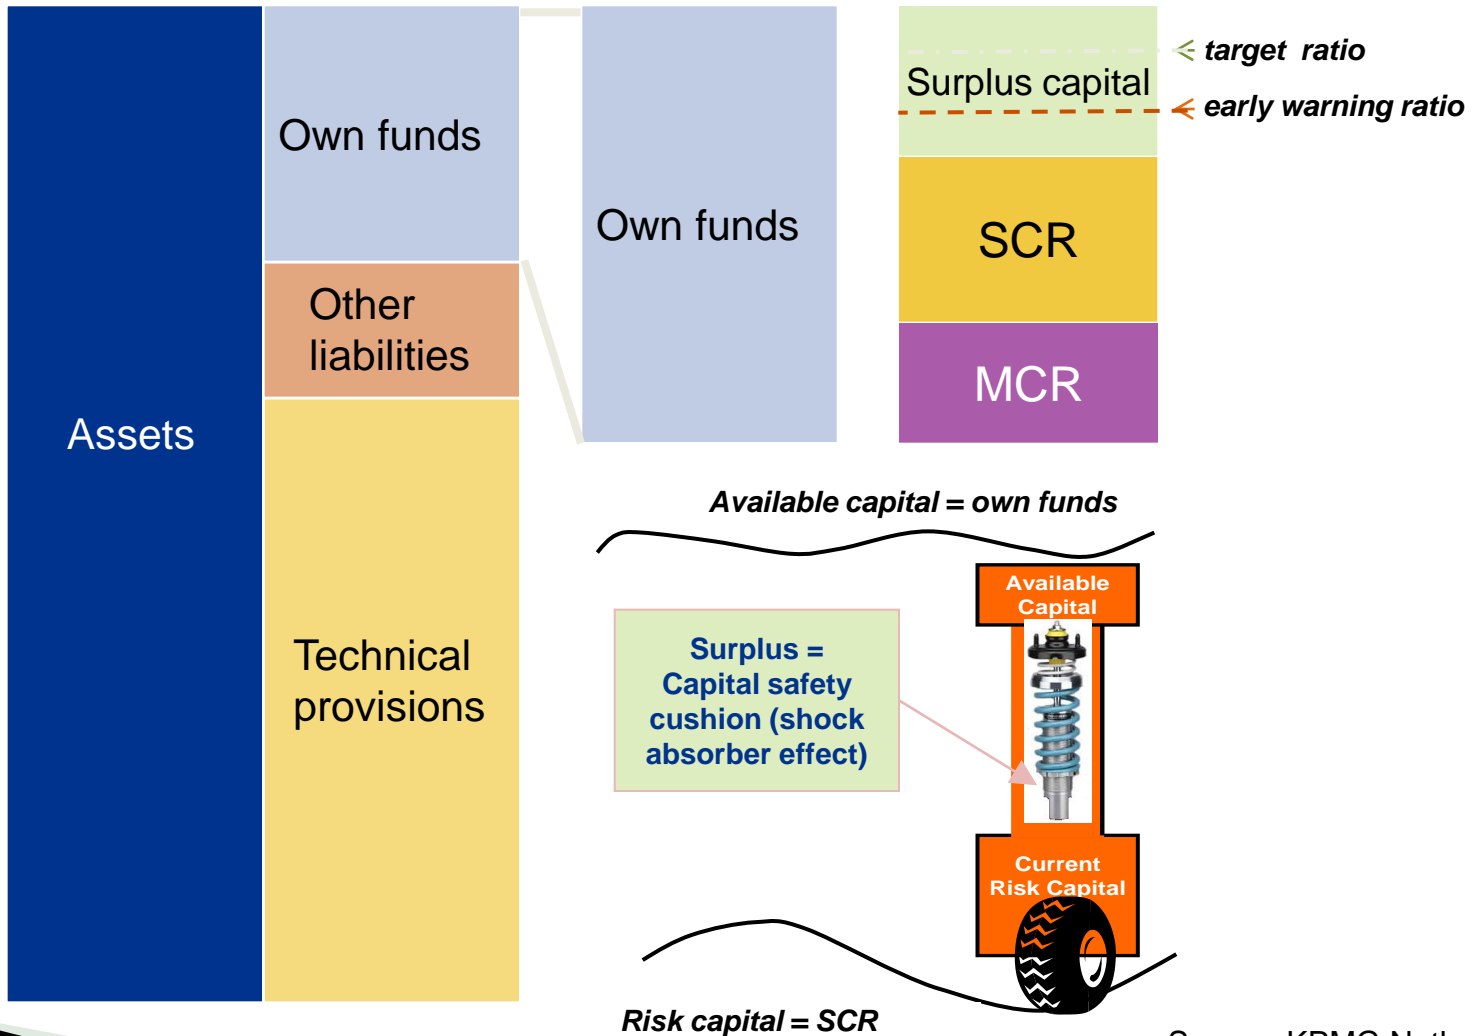 Assets
Own funds
Other
liabilities
Technical
provisions
Own funds
Surplus capital
SCR
MCR
target ratio
early warning ratio
Available capital = own funds
Available
Capital
Surplus =
Capital safety
cushion (shock
absorber effect)
Current
Risk Capital
Risk capital = SCR
KPMG